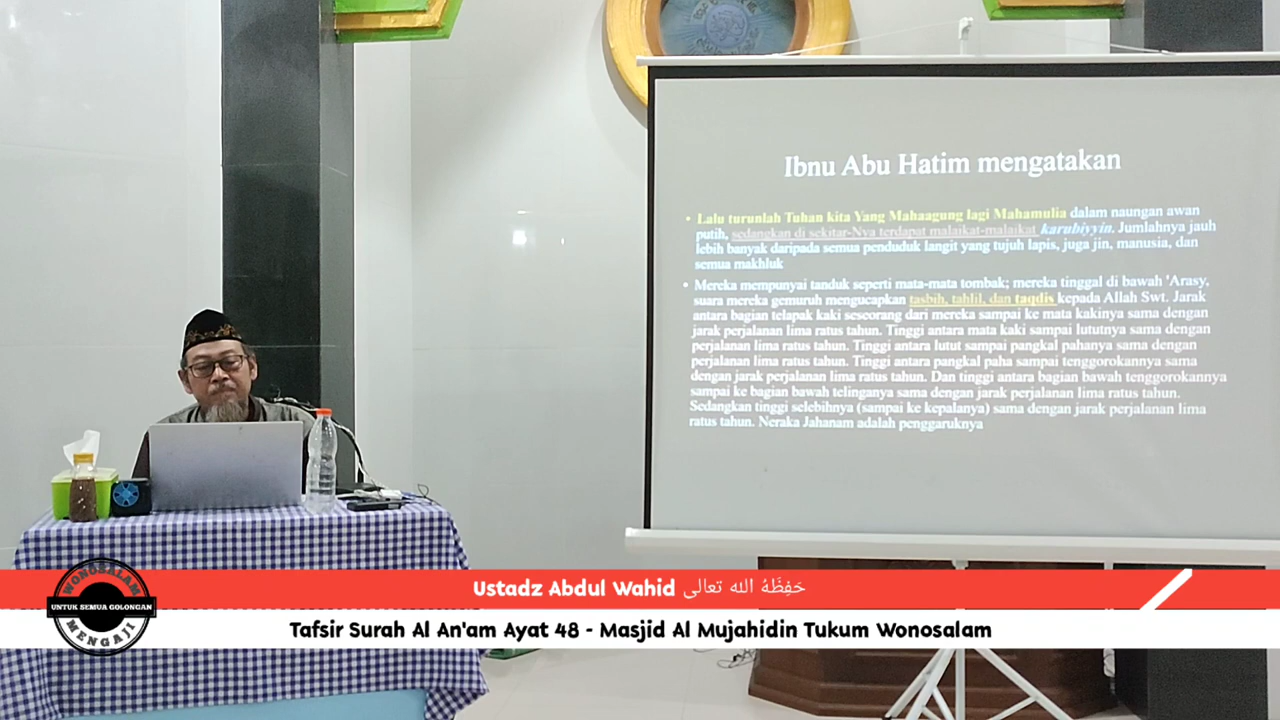 Ibnu Abu Hatim mengatakan
• Lalu turunlah Tuhan kita Yang Mahaagung lagi Mahamulia dalam naungan awan
putih, sedangkan di sekitar-Nya terdapat malaikat-malaikat karubiyyin. Jumlahnya jauh
lebih banyak daripada semua penduduk langit yang tujuh lapis, juga jin, manusia, dan
semua makhluk
• Mereka mempunyai tanduk seperti mata-mata tombak; mereka tinggal di bawah 'Arasy,
suara mereka gemuruh mengucapkan tasbih, tahlil, dan taqdis kepada Allah Swt. Jarak
antara bagian telapak kaki seseorang dari mereka sampai ke mata kakinya sama dengan
jarak perjalanan lima ratus tahun. Tinggi antara mata kaki sampai lututnya sama dengan
perjalanan lima ratus tahun. Tinggi antara lutut sampai pangkal pahanya sama dengan
perjalanan lima ratus tahun. Tinggi antara pangkal paha sampai tenggorokannya sama
dengan jarak perjalanan lima ratus tahun. Dan tinggi antara bagian bawah tenggorokannya
sampai ke bagian bawah telinganya sama dengan jarak perjalanan lima ratus tahun.
Sedangkan tinggi selebihnya (sampai ke kepalanya) sama dengan jarak perjalanan lima
ratus tahun. Neraka Jahanam adalah penggaruknya
Ustadz Abdul Wahid حَفِظَهُ الله تعالى
Tafsir Surah Al An'am Ayat 48 - Masjid Al Mujahidin Tukum Wonosalam
WONOSALAM
UNTUK SEMUA GOLONGAN
MENGAJI